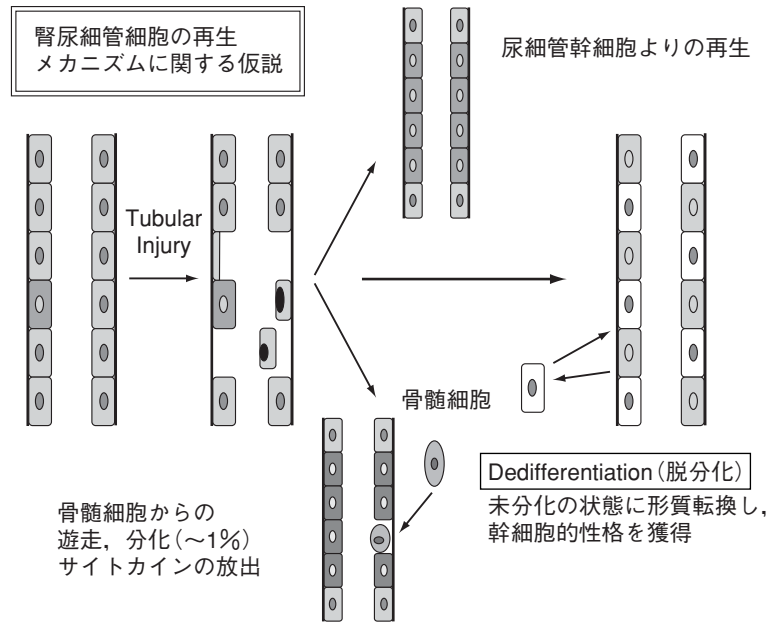 腎尿細管細胞の再生
メカニズムに関する仮説
尿細管幹細胞よりの再生
Tubular
Injury
骨髄細胞
Dedifferentiation（脱分化）
未分化の状態に形質転換し，
幹細胞的性格を獲得
骨髄細胞からの
遊走，分化（～1％）
サイトカインの放出